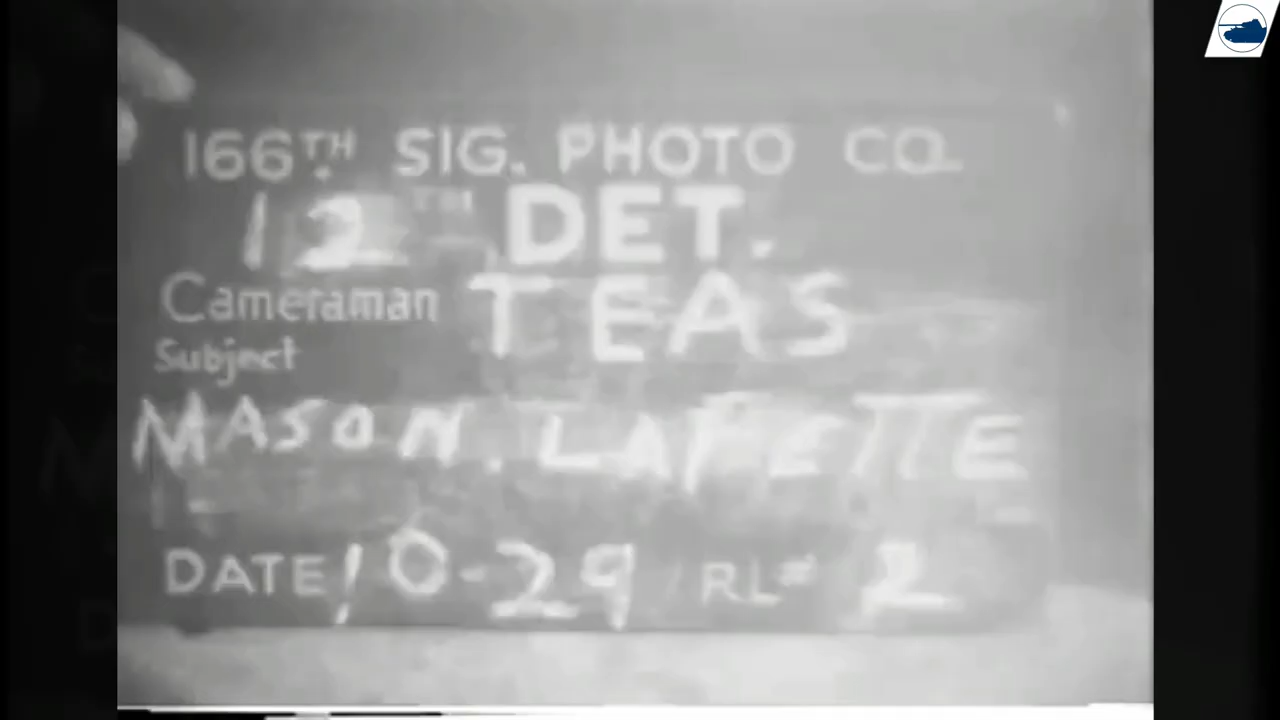 166TH SIG. PHOTO CO.
12TH DET.
Cameraman TEAS
Subject
MASON. LAFETTE
DATE 10-29 RL# 2